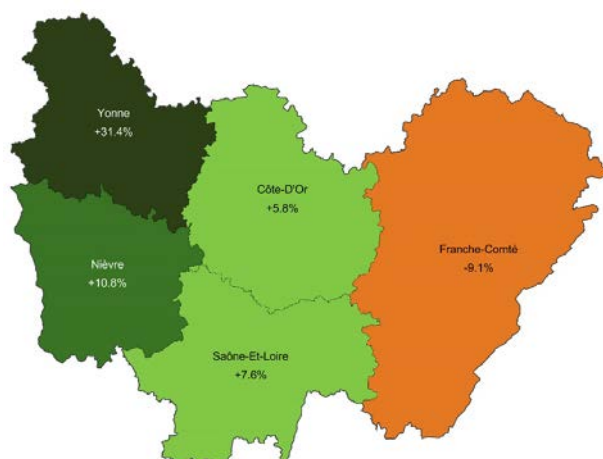 Yonne
+31.4%
Côte-D'Or
+5.8%
Franche-Comté
-9.1%
Nièvre
+10.8%
Saône-Et-Loire
+7.6%